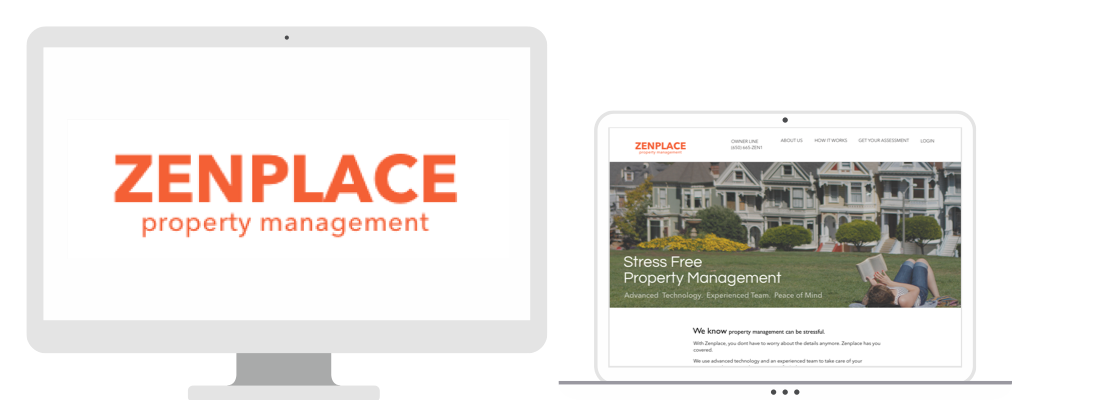 ZENPLACE
property management
ZENPLACE
property management
OWNER LINE
(650) 665-ZEN1
ABOUT US
HOW IT WORKS
GET YOUR ASSESSMENT
LOGIN
Stress Free
Property Management
Advanced Technology. Experienced Team. Peace of Mind
We know property management can be stressful.
With Zenplace, you dont have to worry about the details anymore. Zenplace has you
covered.
We use advanced technology and an experienced team to take care of your